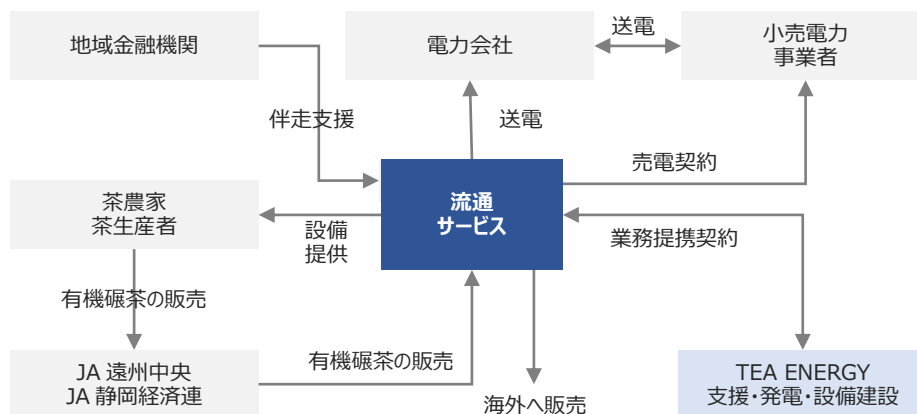 地域金融機関
電力会社
送電
小売電力
事業者
伴走支援
送電
売電契約
茶農家
茶生産者
設備
提供
流通
サービス
業務提携契約
有機碾茶の販売
JA 遠州中央
JA 静岡経済連
有機碾茶の販売
海外へ販売
TEA ENERGY
支援・発電・設備建設